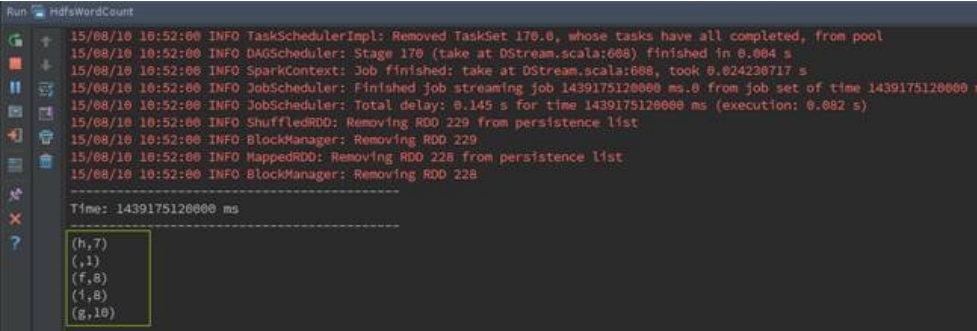 Run HdfsWordCount
15/08/10 10:52:00 INFO TaskSchedulerImpl: Removed TaskSet 170.0, whose tasks have all completed, from pool
15/08/10 10:52:00 INFO DAGScheduler: Stage 170 (take at DStream.scala:608) finished in 0.004 s
15/08/10 10:52:00 INFO SparkContext: Job finished: take at DStream.scala:608, took 0.024230717 s
15/08/10 10:52:00 INFO JobScheduler: Finished job streaming job 1439175120000 ms.0 from job set of time 1439175120000
15/08/10 10:52:00 INFO JobScheduler: Total delay: 0.145 s for time 1439175120000 ms (execution: 0.082 s)
15/08/10 10:52:00 INFO ShuffledRDD: Removing RDD 229 from persistence list
15/08/10 10:52:00 INFO BlockManager: Removing RDD 229
15/08/10 10:52:00 INFO MappedRDD: Removing RDD 228 from persistence list
15/08/10 10:52:00 INFO BlockManager: Removing RDD 228
-------------------------------------------
Time: 1439175120000 ms
-------------------------------------------
(h,7)
(,1)
(f,8)
(i,8)
(g,10)